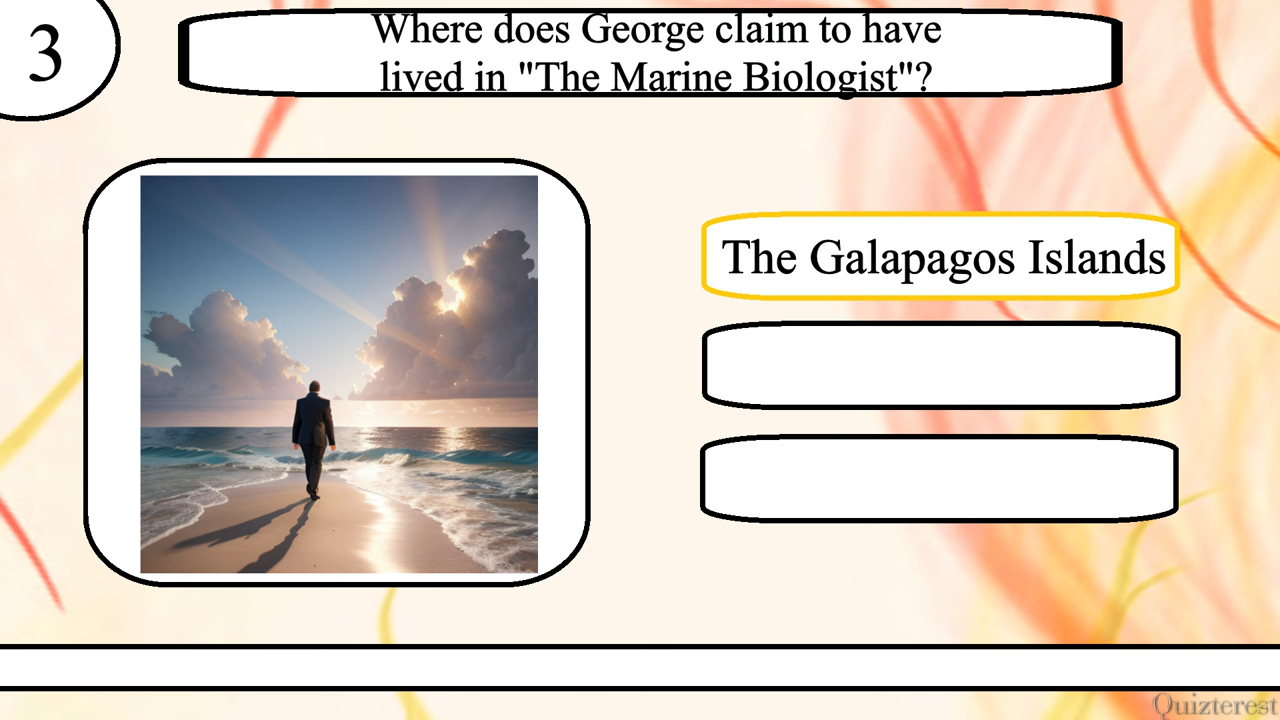 3
Where does George claim to have
lived in "The Marine Biologist"?
The Galapagos Islands
Quizterest